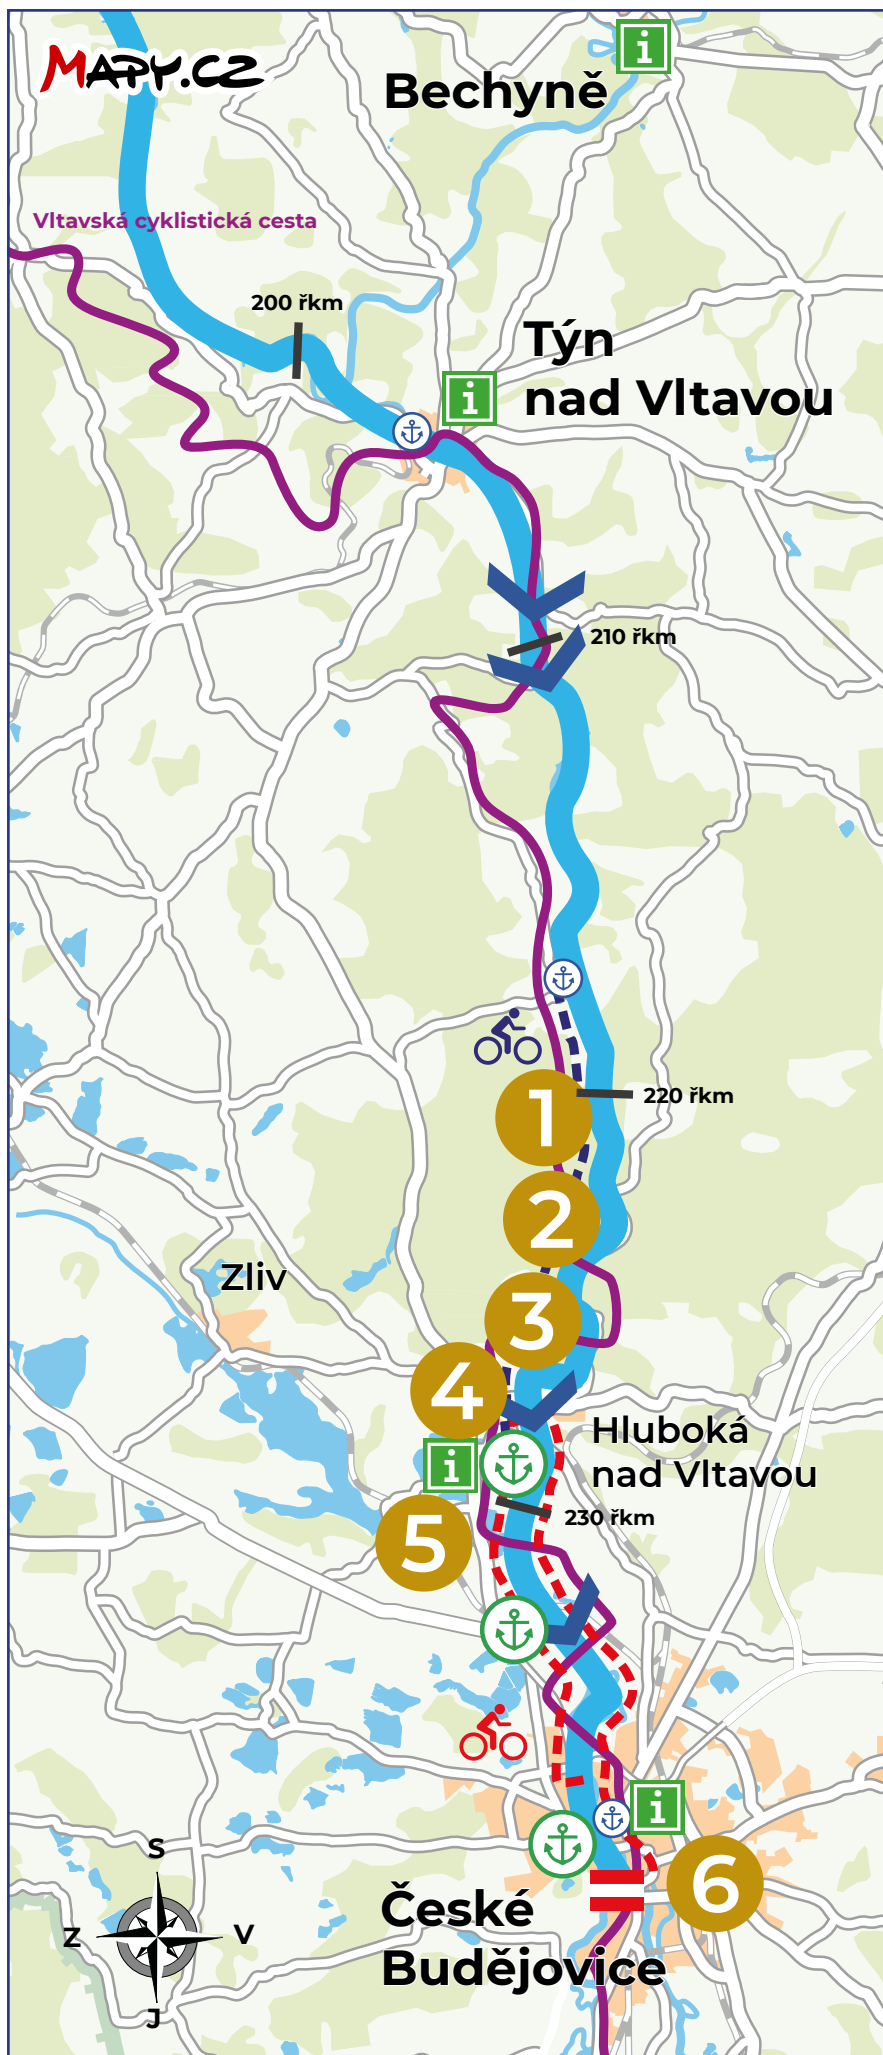 MAPY.CZ
Bechyně
Vltavská cyklistická cesta
200 řkm
Týn
nad Vltavou
210 řkm
220 řkm
1
2
Zliv
3
4
Hluboká
nad Vltavou
230 řkm
5
6
České
Budějovice
S
Z
V
J
i
i
i
i